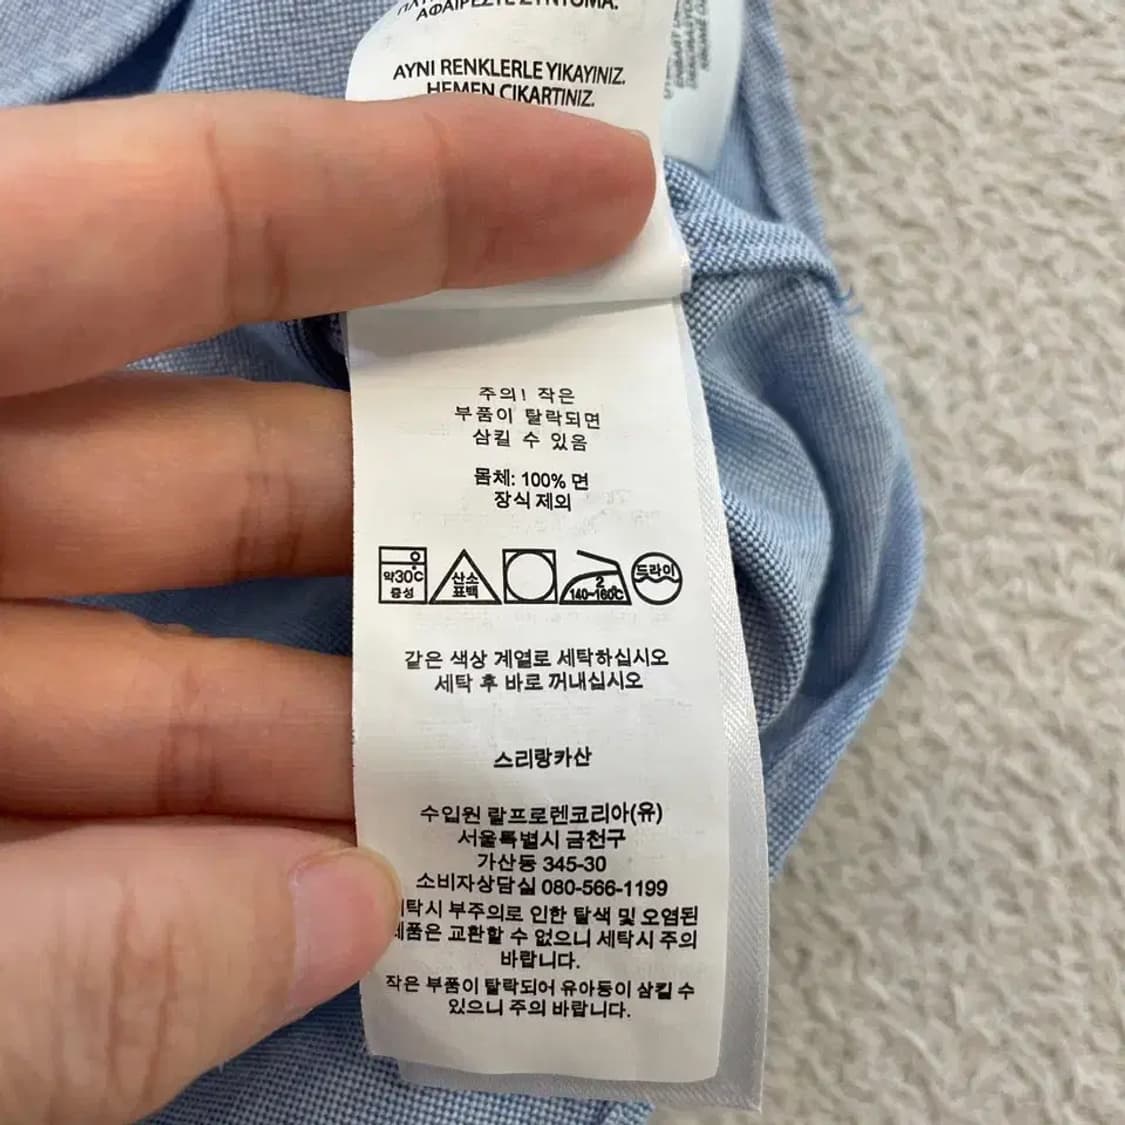 ΑΦΑΙΡΕΖΤΕ ΖΥΝΤΟΜΑ.
AYNI RENKLERLE YIKAYINIZ.
HEMEN ÇIKARTINIZ.
주의! 작은
부품이 탈락되면
삼킬 수 있음
몸체: 100% 면
장식 제외
약30℃
중성
산소
표백
2
140~160℃
드라이
같은 색상 계열로 세탁하십시오
세탁 후 바로 꺼내십시오
스리랑카산
수입원 랄프로렌코리아(유)
서울특별시 금천구
가산동 345-30
소비자상담실 080-566-1199
세탁시 부주의로 인한 탈색 및 오염된
제품은 교환할 수 없으니 세탁시 주의
바랍니다.
작은 부품이 탈락되어 유아등이 삼킬 수
있으니 주의 바랍니다.